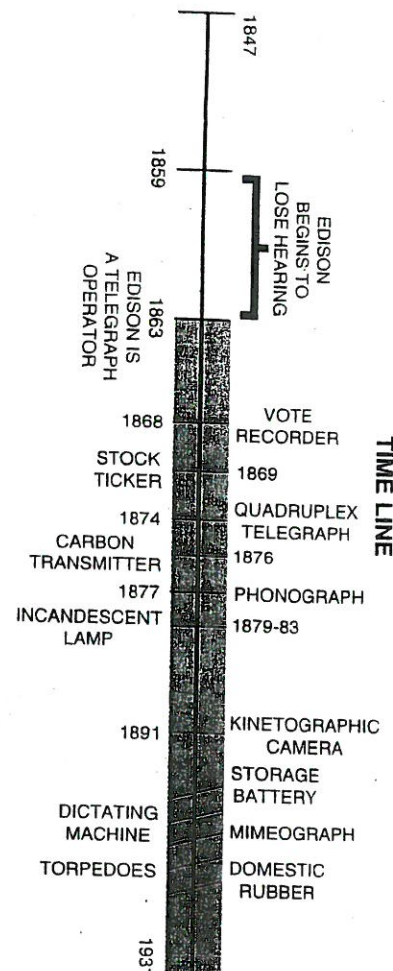 TIME LINE
1847
1859
EDISON
BEGINS TO
LOSE HEARING
1863
EDISON IS
A TELEGRAPH
OPERATOR
1868
VOTE
RECORDER
STOCK
TICKER
1869
1874
QUADRUPLEX
TELEGRAPH
CARBON
TRANSMITTER
1876
1877
PHONOGRAPH
INCANDESCENT
LAMP
1879-83
1891
KINETOGRAPHIC
CAMERA
STORAGE
BATTERY
DICTATING
MACHINE
MIMEOGRAPH
TORPEDOES
DOMESTIC
RUBBER